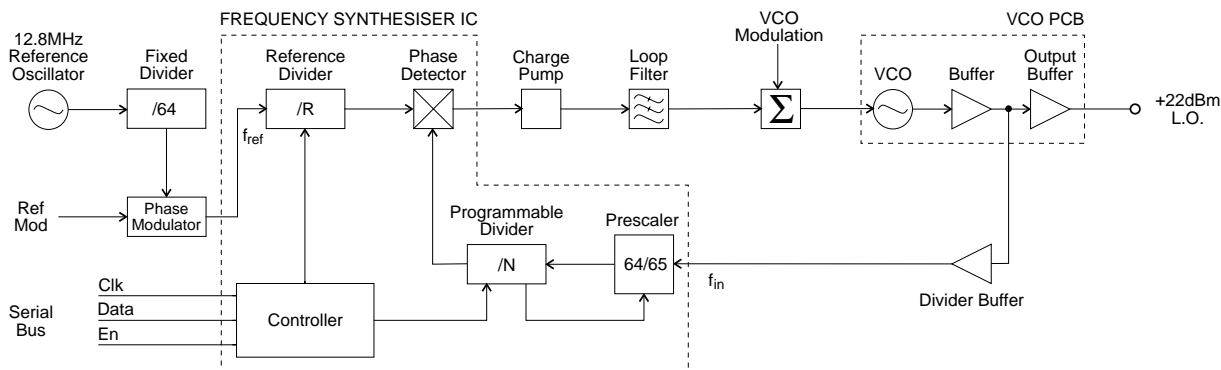 FREQUENCY SYNTHESISER IC
VCO
Modulation
VCO PCB
12.8MHz
Reference
Oscillator
Fixed
Divider
Reference
Divider
Phase
Detector
Charge
Pump
Loop
Filter
VCO
Buffer
Output
Buffer
/64
/R
Σ
+22dBm
L.O.
fref
Ref
Mod
Phase
Modulator
Programmable
Divider
Prescaler
/N
64/65
fin
Divider Buffer
Serial
Bus
Clk
Data
En
Controller